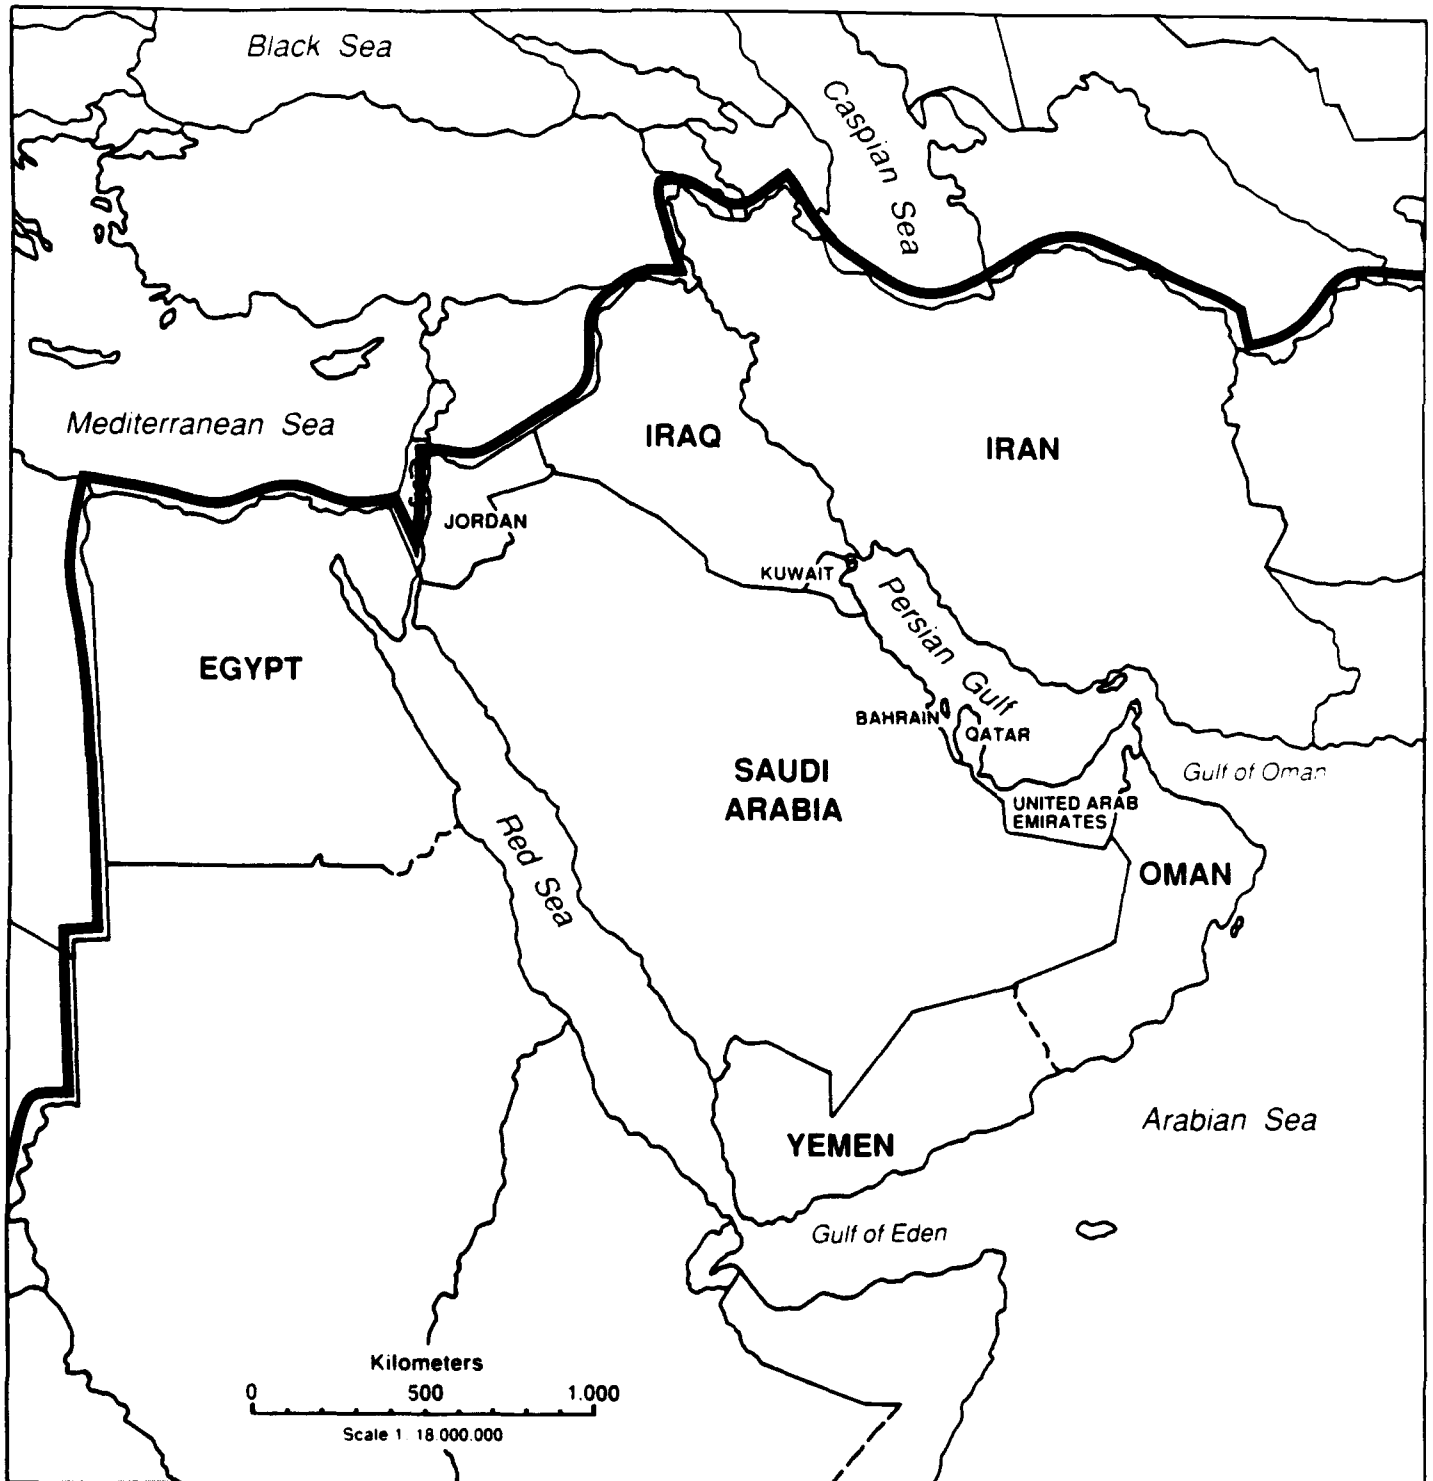 Black Sea
Caspian Sea
Mediterranean Sea
IRAQ
IRAN
JORDAN
KUWAIT
Persian Gulf
EGYPT
BAHRAIN
QATAR
SAUDI
ARABIA
Gulf of Oman
UNITED ARAB
EMIRATES
Red Sea
OMAN
Arabian Sea
YEMEN
Gulf of Eden
Kilometers
0 500 1.000
Scale 1: 18.000.000